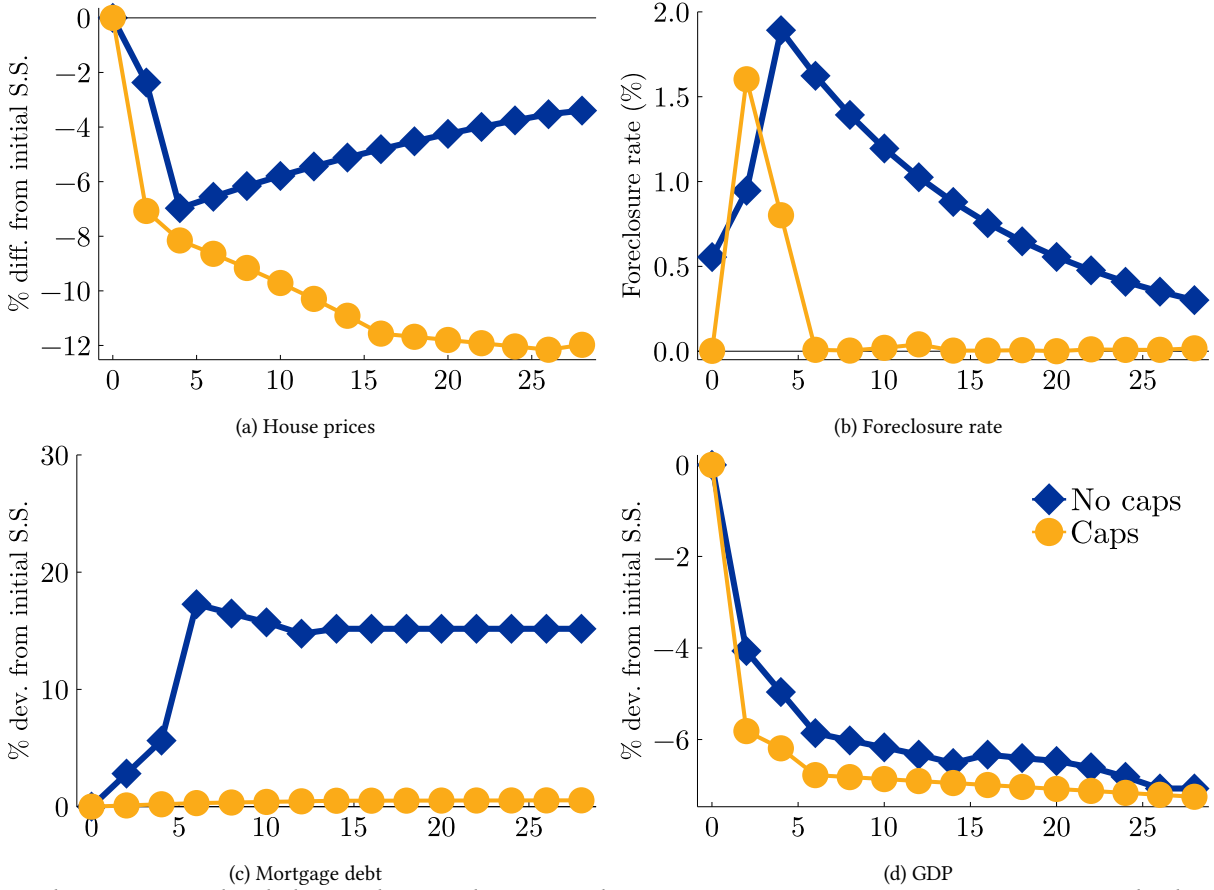 % diff. from initial S.S.
0
−2
−4
−6
−8
−10
−12
0 5 10 15 20 25
(a) House prices
Foreclosure rate (%)
2.0
1.5
1.0
0.5
0.0
0 5 10 15 20 25
(b) Foreclosure rate
% dev. from initial S.S.
30
20
10
0
0 5 10 15 20 25
(c) Mortgage debt
% dev. from initial S.S.
0
−2
−4
−6
No caps
Caps
0 5 10 15 20 25
(d) GDP